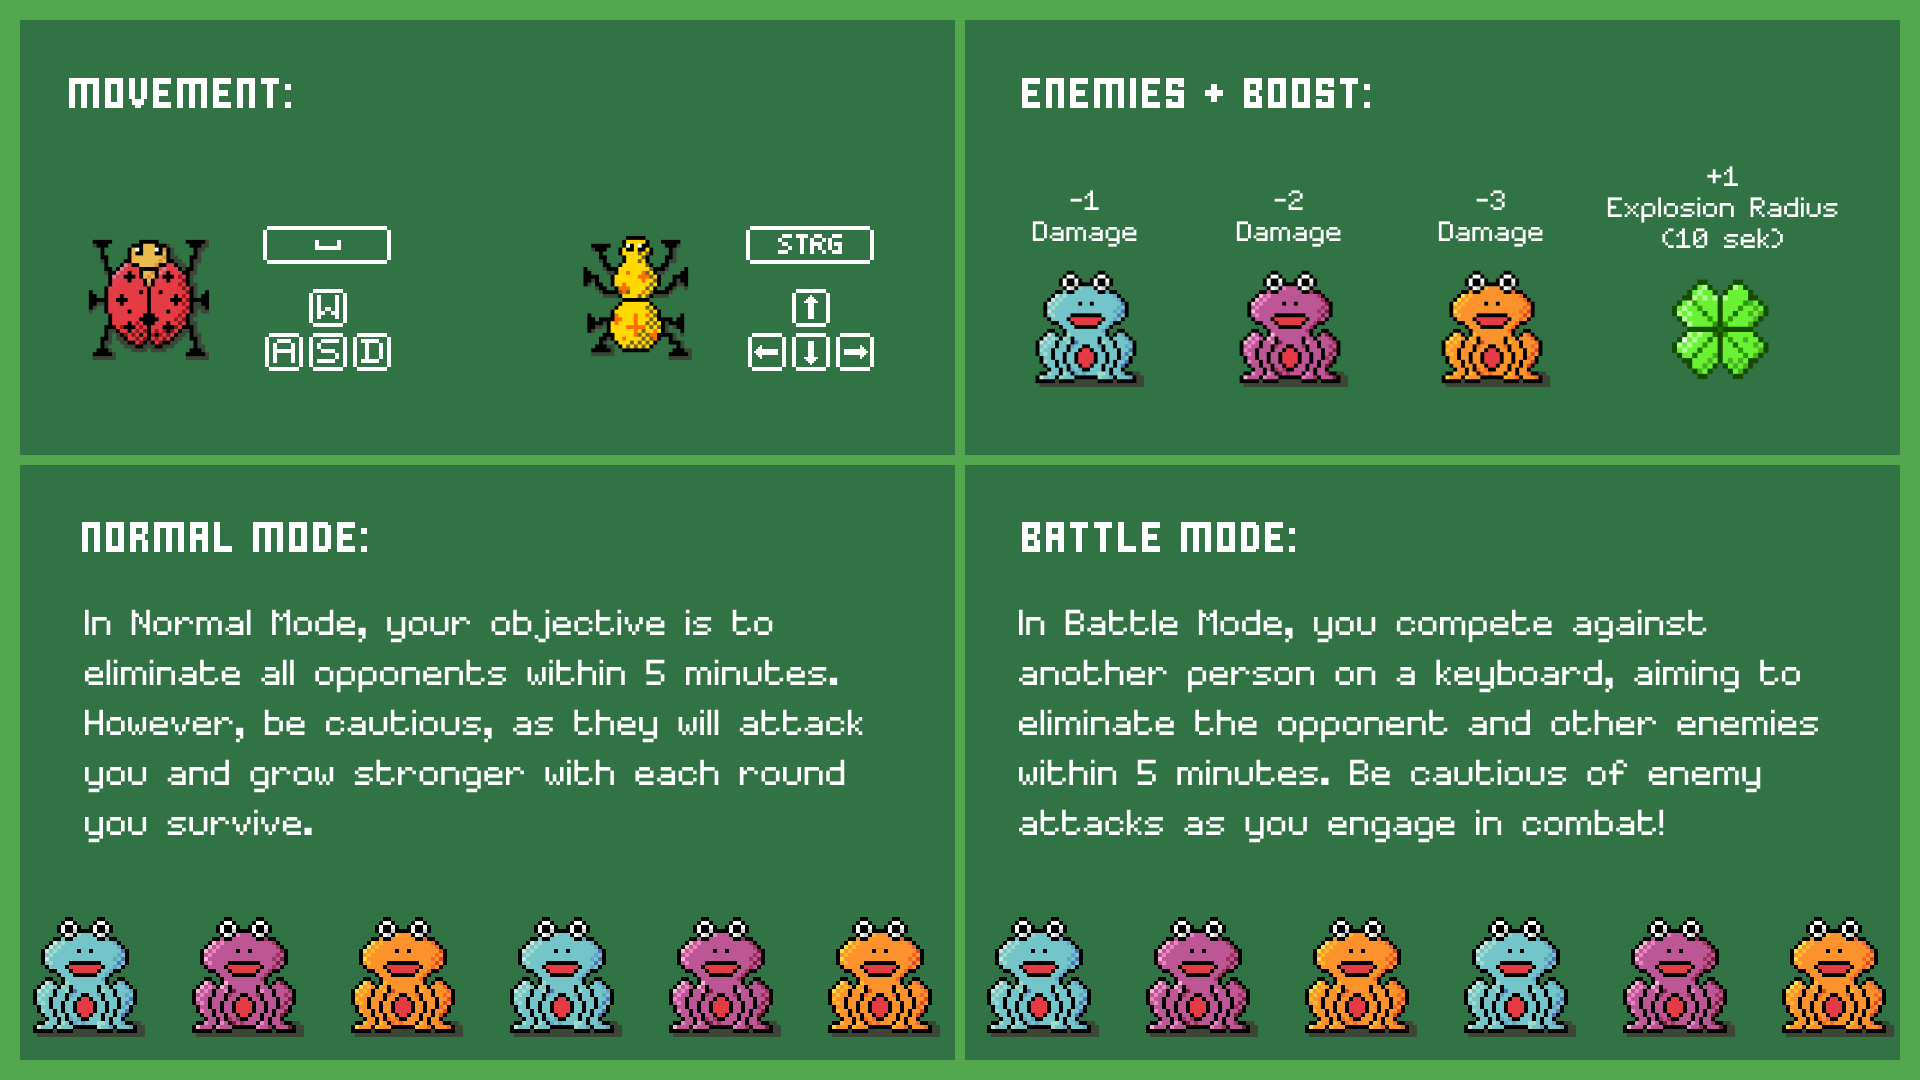 MOVEMENT:
W
A S D
STRG
↑
← ↓ →
ENEMIES + BOOST:
-1
Damage
-2
Damage
-3
Damage
+1
Explosion Radius
(10 sek)
NORMAL MODE:
In Normal Mode, your objective is to
eliminate all opponents within 5 minutes.
However, be cautious, as they will attack
you and grow stronger with each round
you survive.
BATTLE MODE:
In Battle Mode, you compete against
another person on a keyboard, aiming to
eliminate the opponent and other enemies
within 5 minutes. Be cautious of enemy
attacks as you engage in combat!